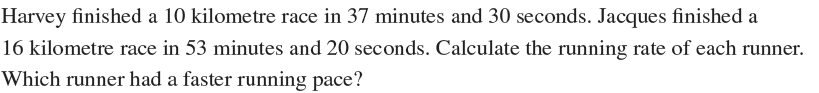 Harvey finished a 10 kilometre race in 37 minutes and 30 seconds. Jacques finished a
16 kilometre race in 53 minutes and 20 seconds. Calculate the running rate of each runner.
Which runner had a faster running pace?